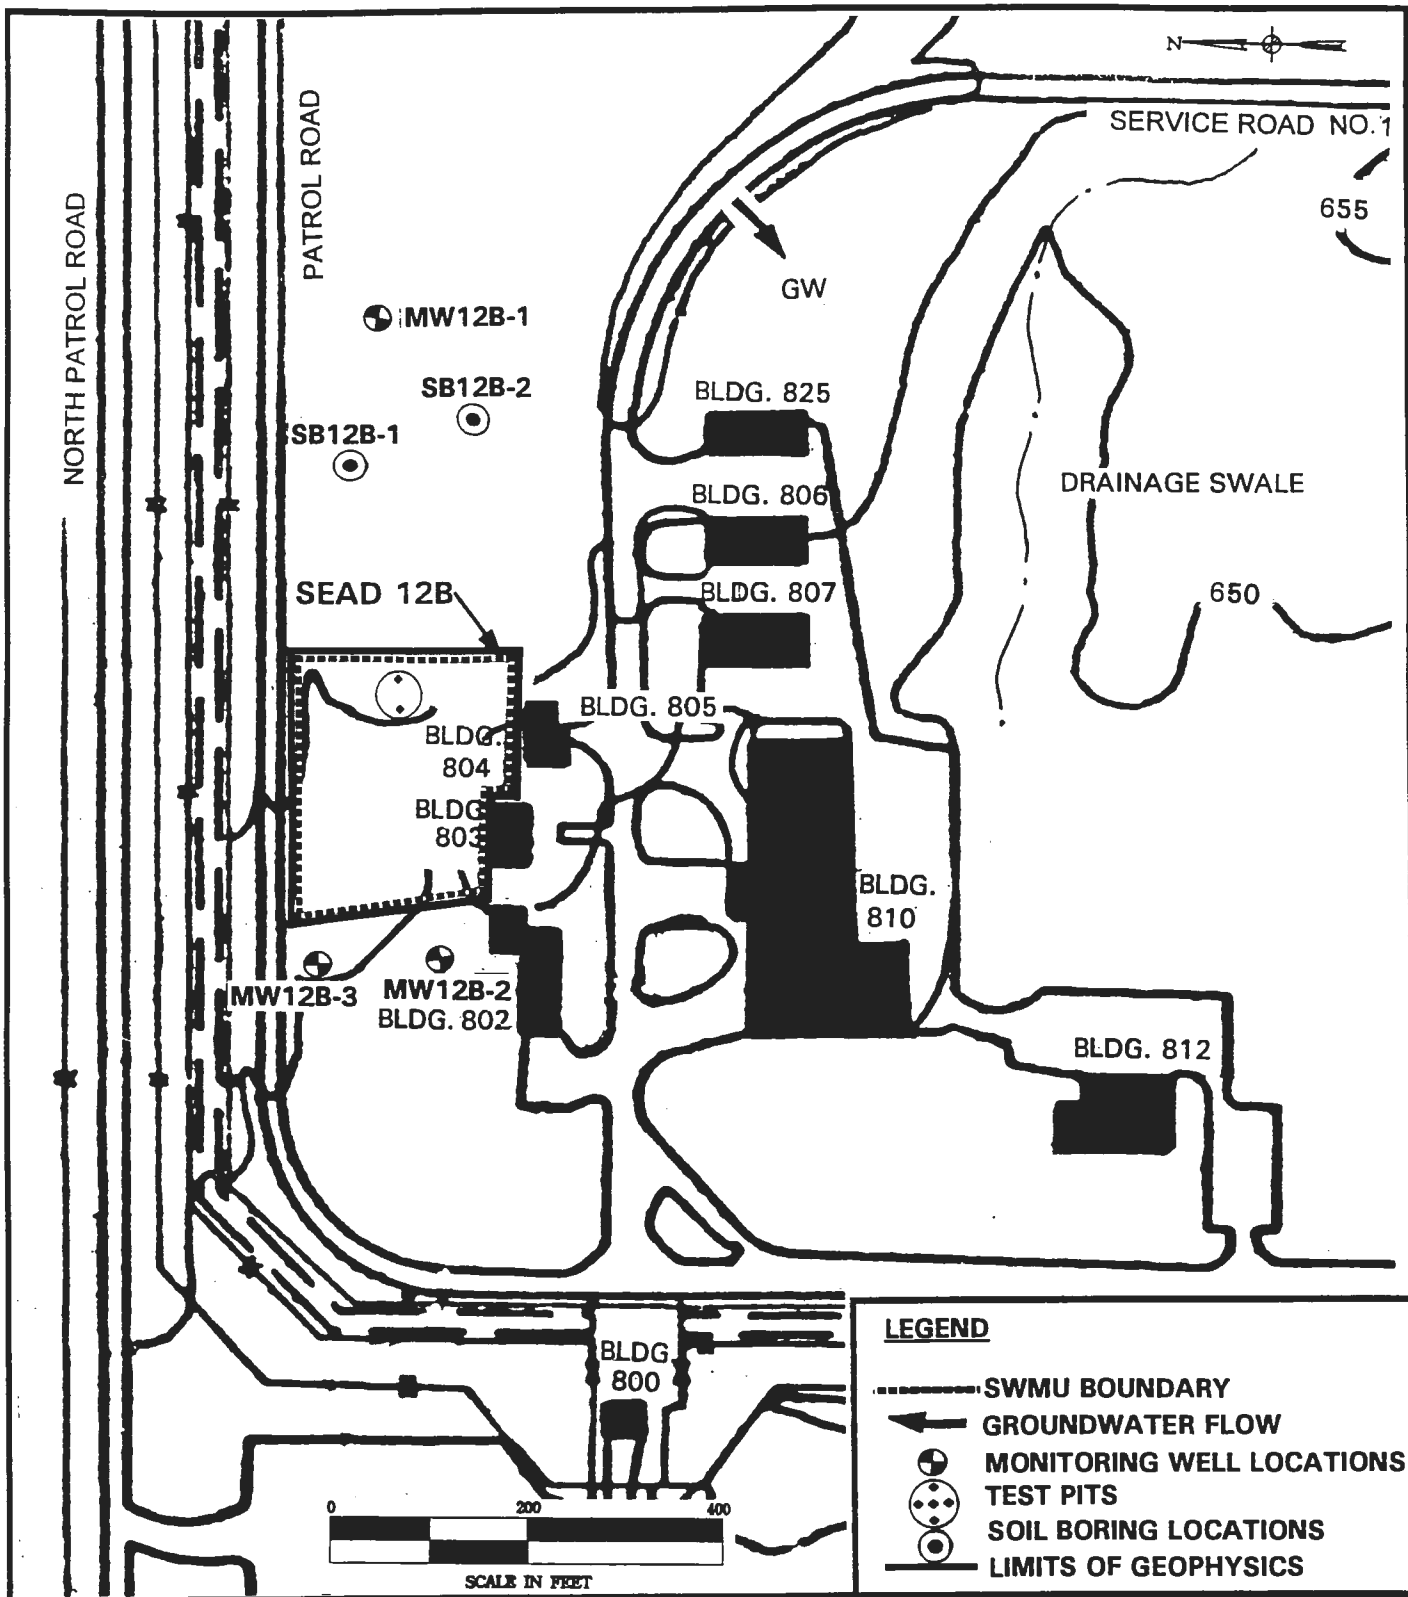 N
SERVICE ROAD NO. 1
PATROL ROAD
NORTH PATROL ROAD
655
GW
MW12B-1
SB12B-2
BLDG. 825
SB12B-1
DRAINAGE SWALE
BLDG. 806
SEAD 12B
BLDG. 807
650
BLDG. 805
BLDG.
804
BLDG
803
BLDG.
810
MW12B-3
MW12B-2
BLDG. 802
BLDG. 812
BLDG
800
LEGEND
SWMU BOUNDARY
GROUNDWATER FLOW
MONITORING WELL LOCATIONS
TEST PITS
SOIL BORING LOCATIONS
LIMITS OF GEOPHYSICS
0 200 400
SCALE IN FEET